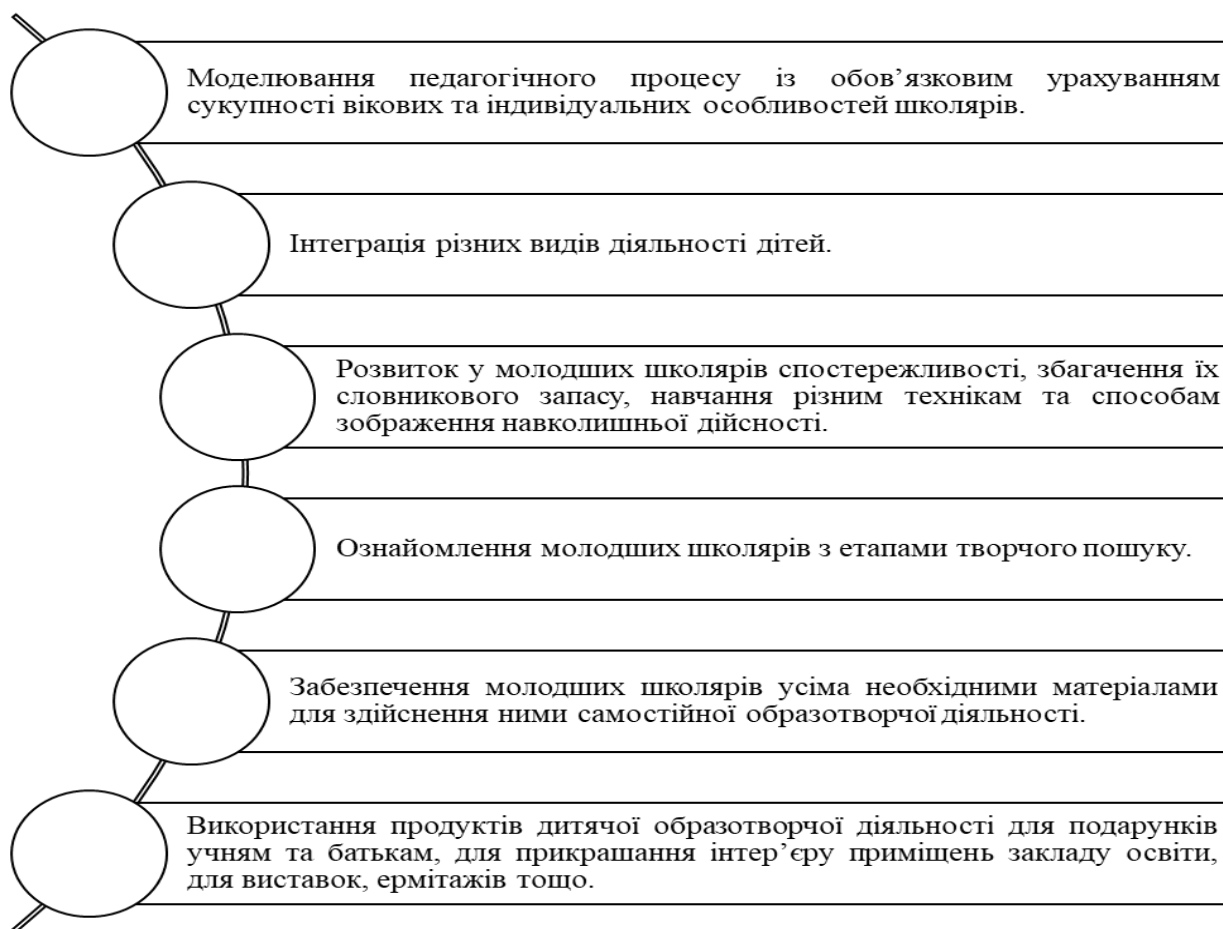 Моделювання педагогічного процесу із обов’язковим урахуванням
сукупності вікових та індивідуальних особливостей школярів.
Інтеграція різних видів діяльності дітей.
Розвиток у молодших школярів спостережливості, збагачення їх
словникового запасу, навчання різним технікам та способам
зображення навколишньої дійсності.
Ознайомлення молодших школярів з етапами творчого пошуку.
Забезпечення молодших школярів усіма необхідними матеріалами
для здійснення ними самостійної образотворчої діяльності.
Використання продуктів дитячої образотворчої діяльності для подарунків
учням та батькам, для прикрашання інтер’єру приміщень закладу освіти,
для виставок, ермітажів тощо.